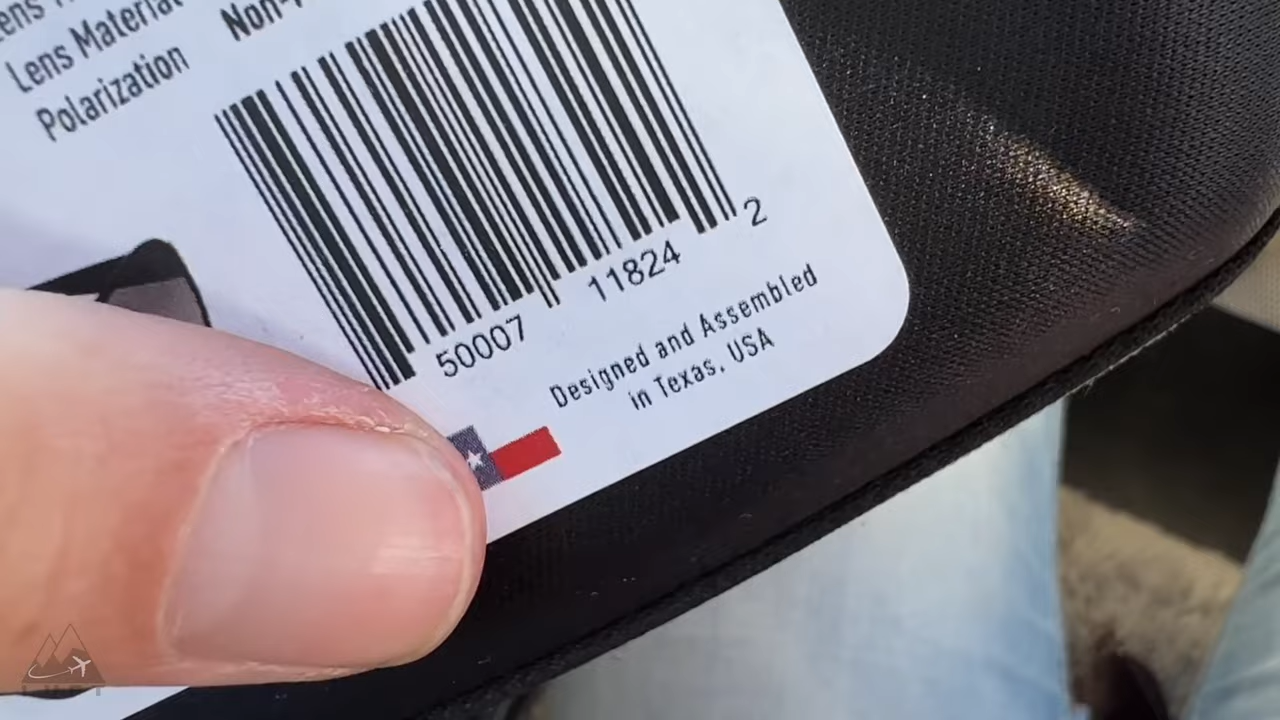 Lens Material
Non-
Polarization
50007 11824 2
Designed and Assembled
in Texas, USA